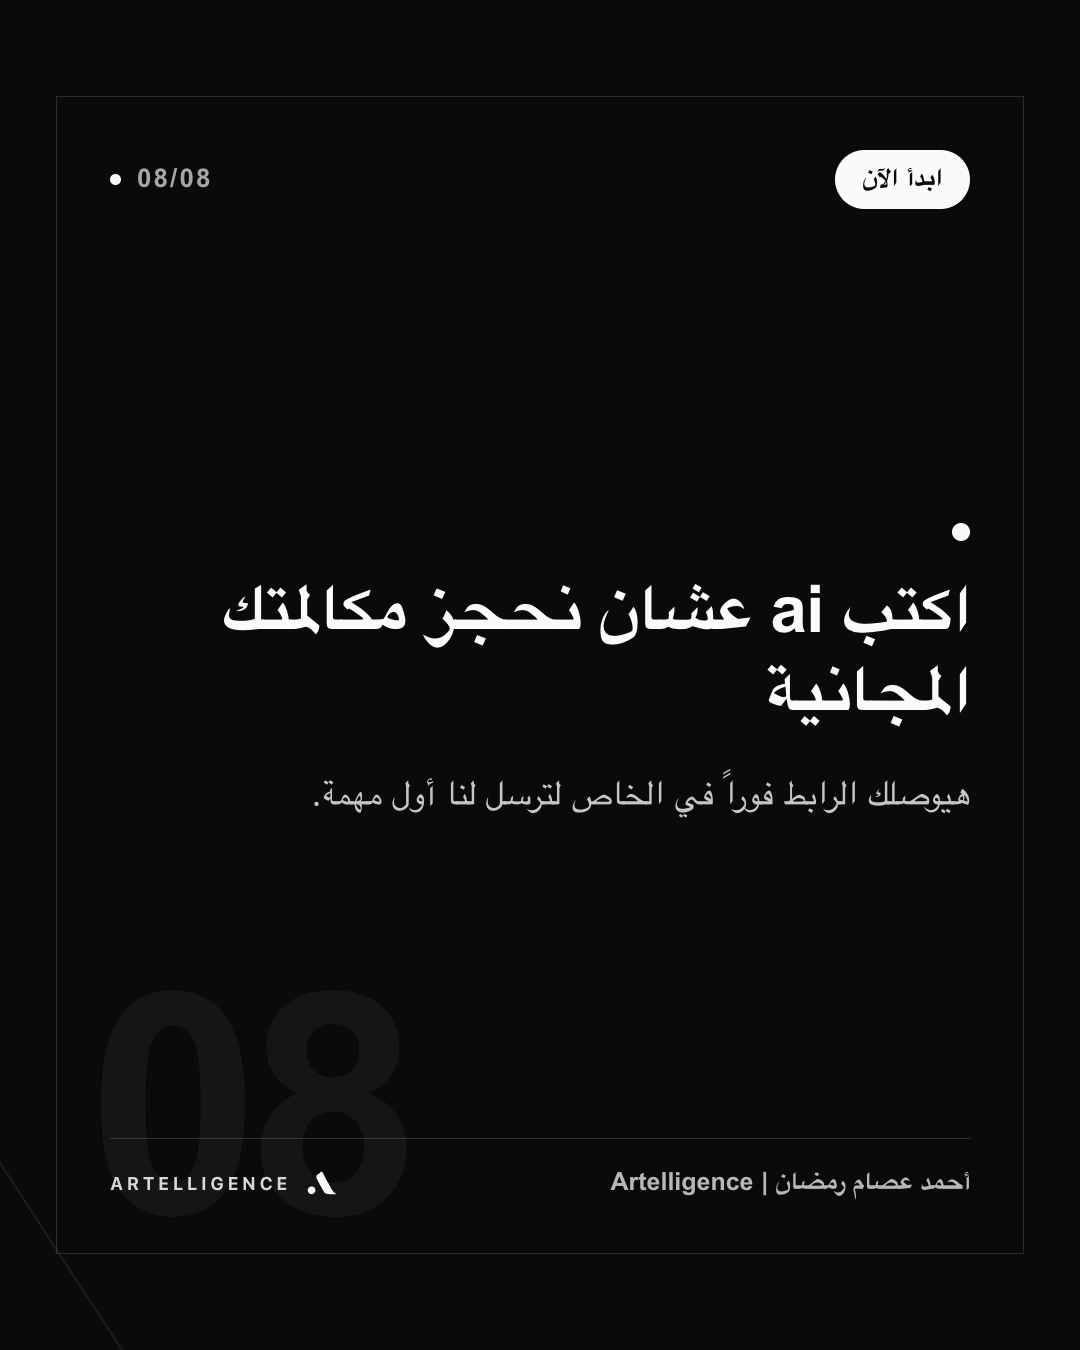 ابدأ الآن
08/08
اكتب ai عشان نحجز مكالمتك
المجانية
هيوصلك الرابط فوراً في الخاص لترسل لنا أول مهمة.
08
أحمد عصام رمضان | Artelligence
ARTELLIGENCE